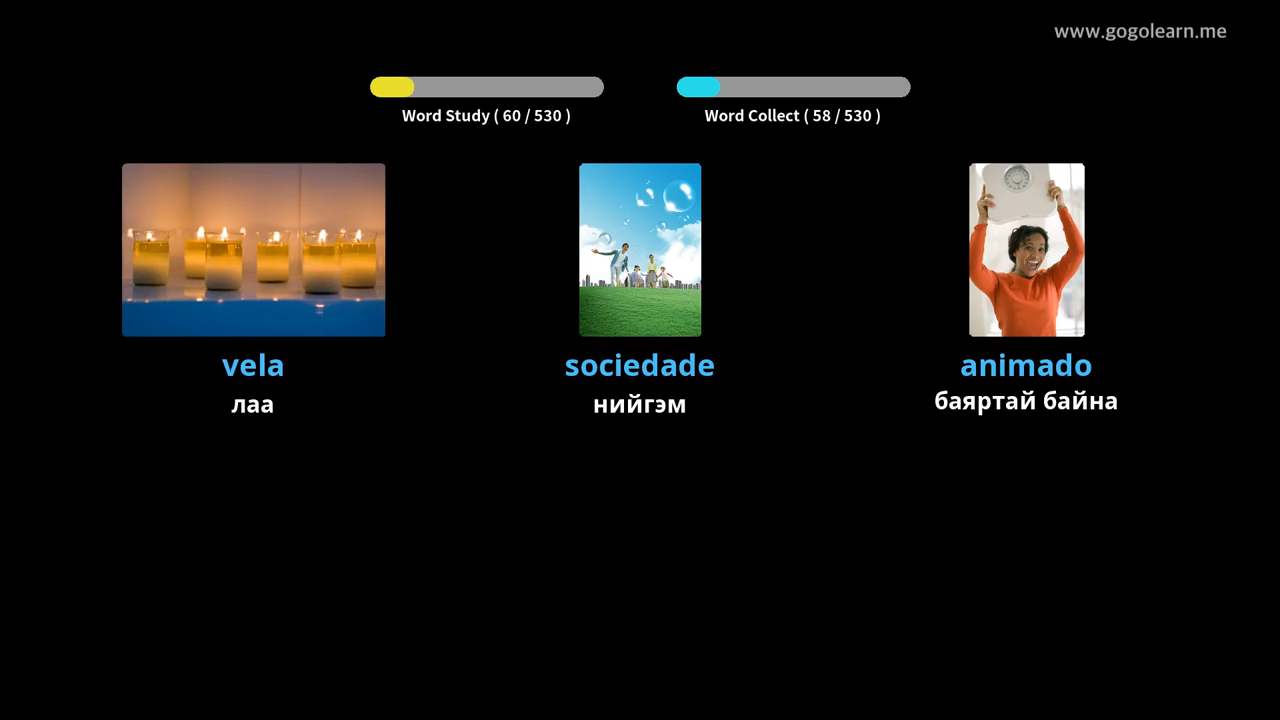 www.gogolearn.me
Word Study ( 60 / 530 )
Word Collect ( 58 / 530 )
vela
sociedade
animado
лаа
нийгэм
баяртай байна